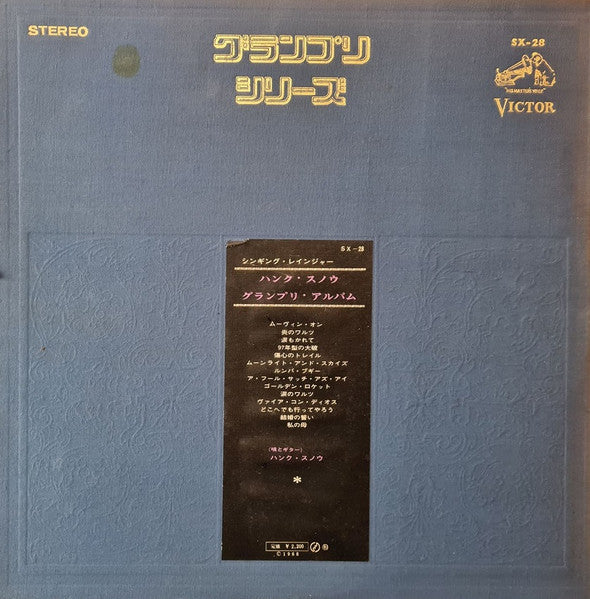 STEREO
グランプリ
シリーズ
SX-28
"HIS MASTER'S VOICE"
VICTOR
SX-28
シンギング・レインジャー
ハンク・スノウ
グランプリ・アルバム
ムーヴィン・オン
炎のワルツ
涙もかれて
97年型の大破
傷心のトレイル
ムーンライト・アンド・スカイズ
ルンバ・ブギー
ア・フール・サッチ・アズ・アイ
ゴールデン・ロケット
涙のワルツ
ヴァイア・コン・ディオス
どこへでも行ってやろう
結婚の誓い
私の母
(唄とギター)
ハンク・スノウ
*
定価 ¥2,200
©1968